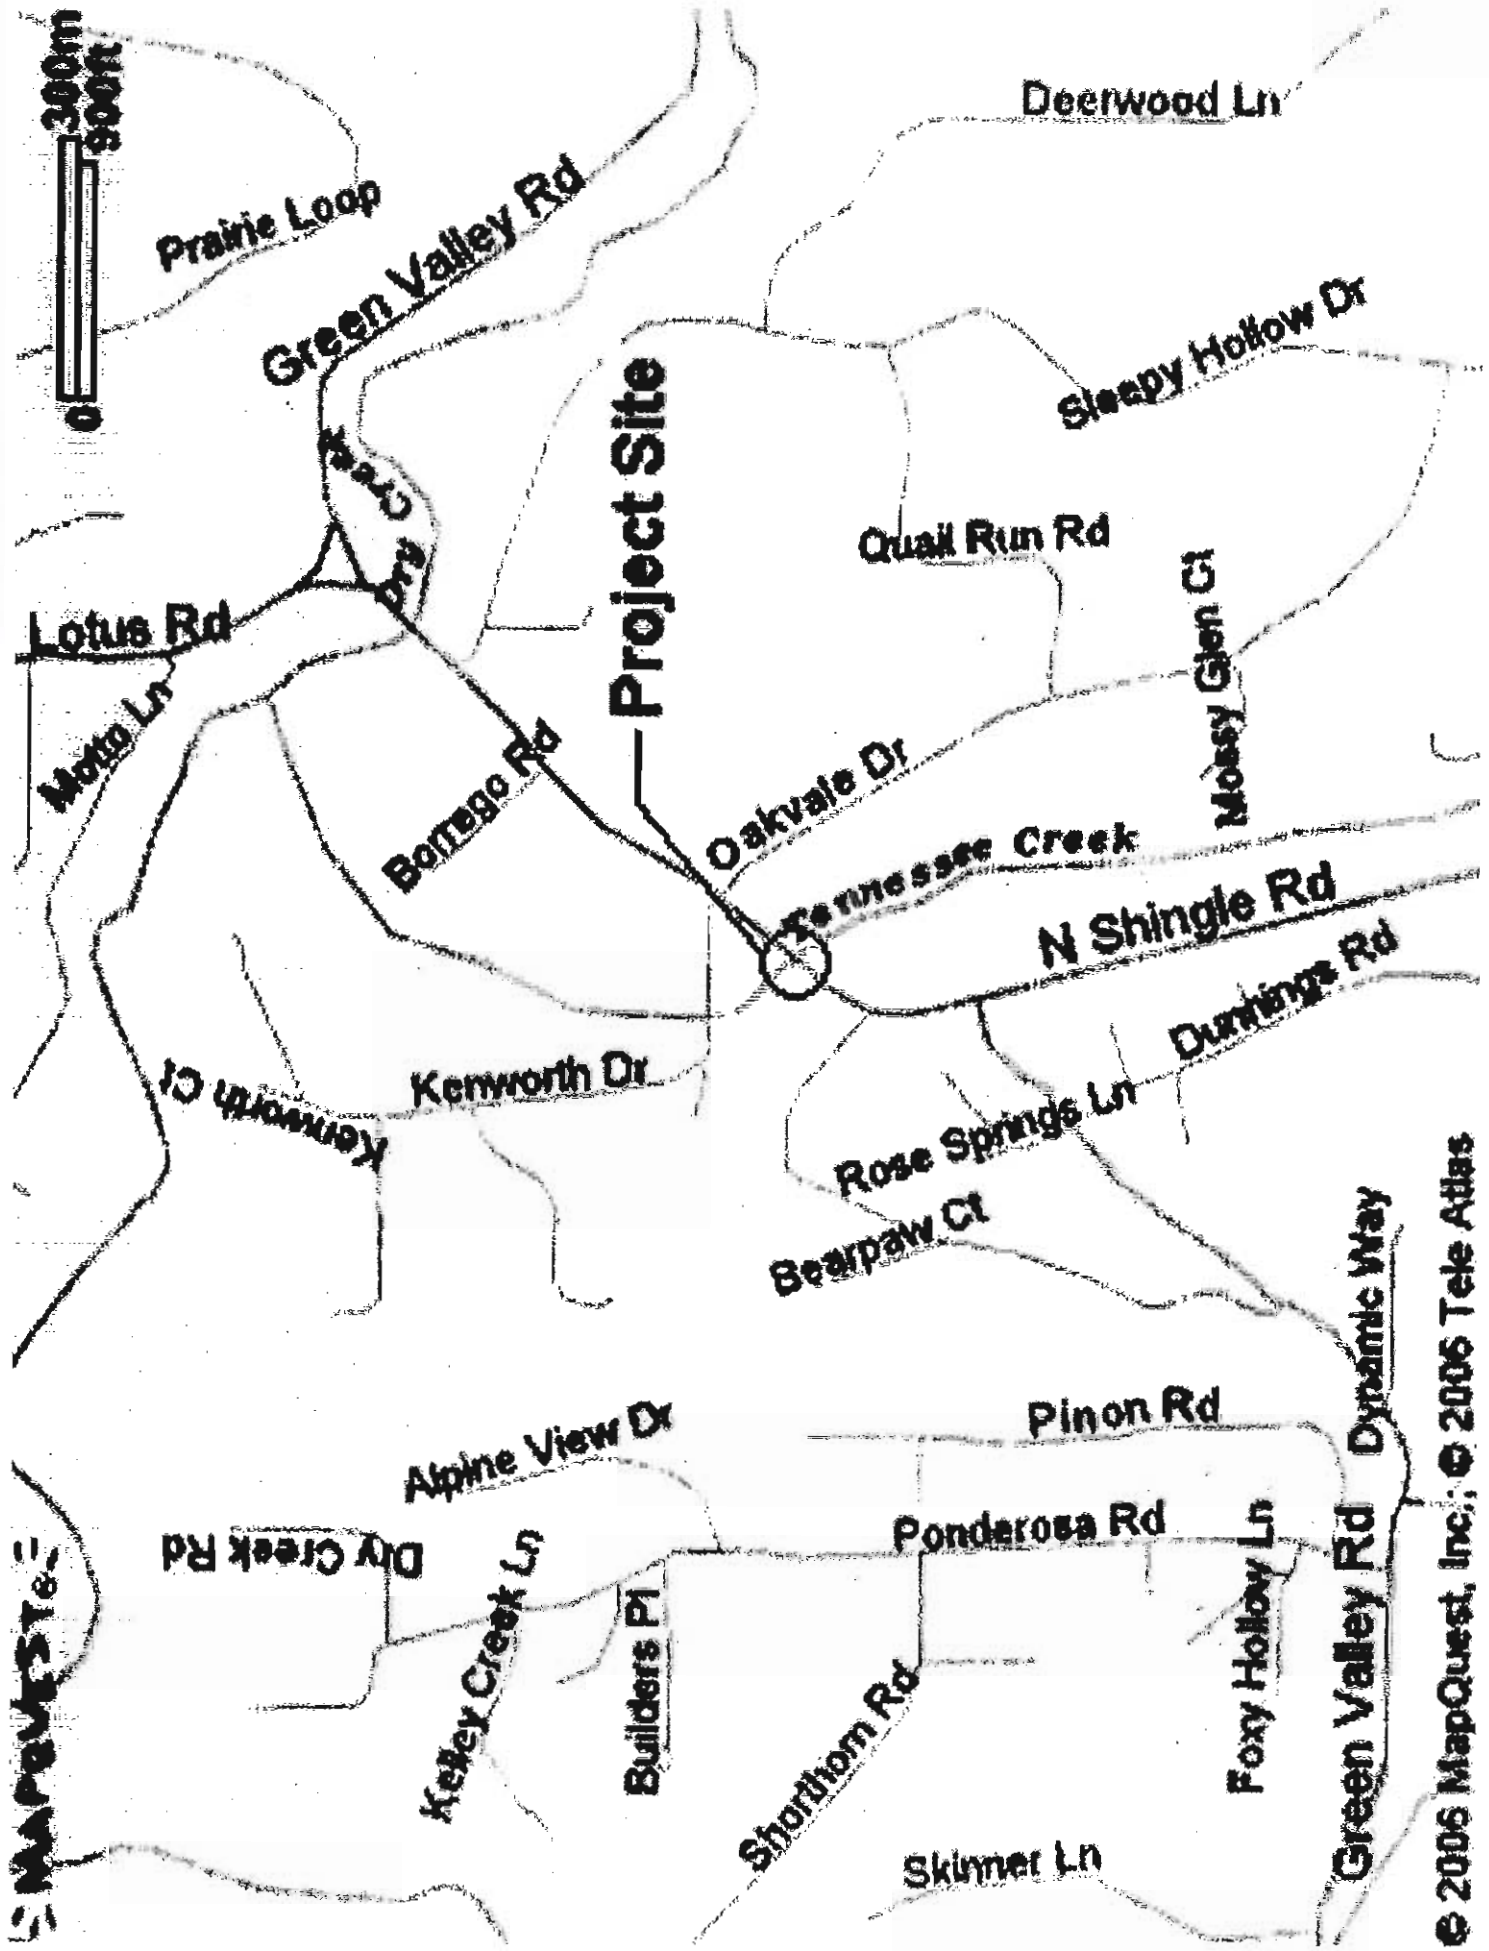 MAPQUEST®
0
300m
900ft
Prairie Loop
Green Valley Rd
Deerwood Ln
Sleepy Hollow Dr
Dry Creek
Project Site
Quail Run Rd
Lotus Rd
Motto Ln
Mossy Glen Ct
Borrego Rd
Oakvale Dr
Tennessee Creek
N Shingle Rd
Dunnings Rd
Kenworth Ct
Kenworth Dr
Rose Springs Ln
Bearpaw Ct
Dynamic Way
Alpine View Dr
Pinon Rd
Dry Creek Rd
Kelley Creek Ln
Ponderosa Rd
Builders Pl
Foxy Hollow Ln
Green Valley Rd
Shorthorn Rd
Skinner Ln
© 2006 MapQuest, Inc.; © 2006 Tele Atlas